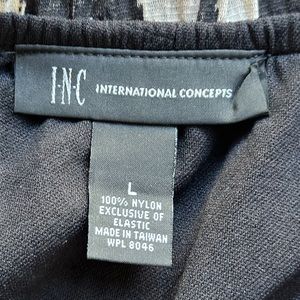 I·N·C INTERNATIONAL CONCEPTS
L
100% NYLON
EXCLUSIVE OF
ELASTIC
MADE IN TAIWAN
WPL 8046